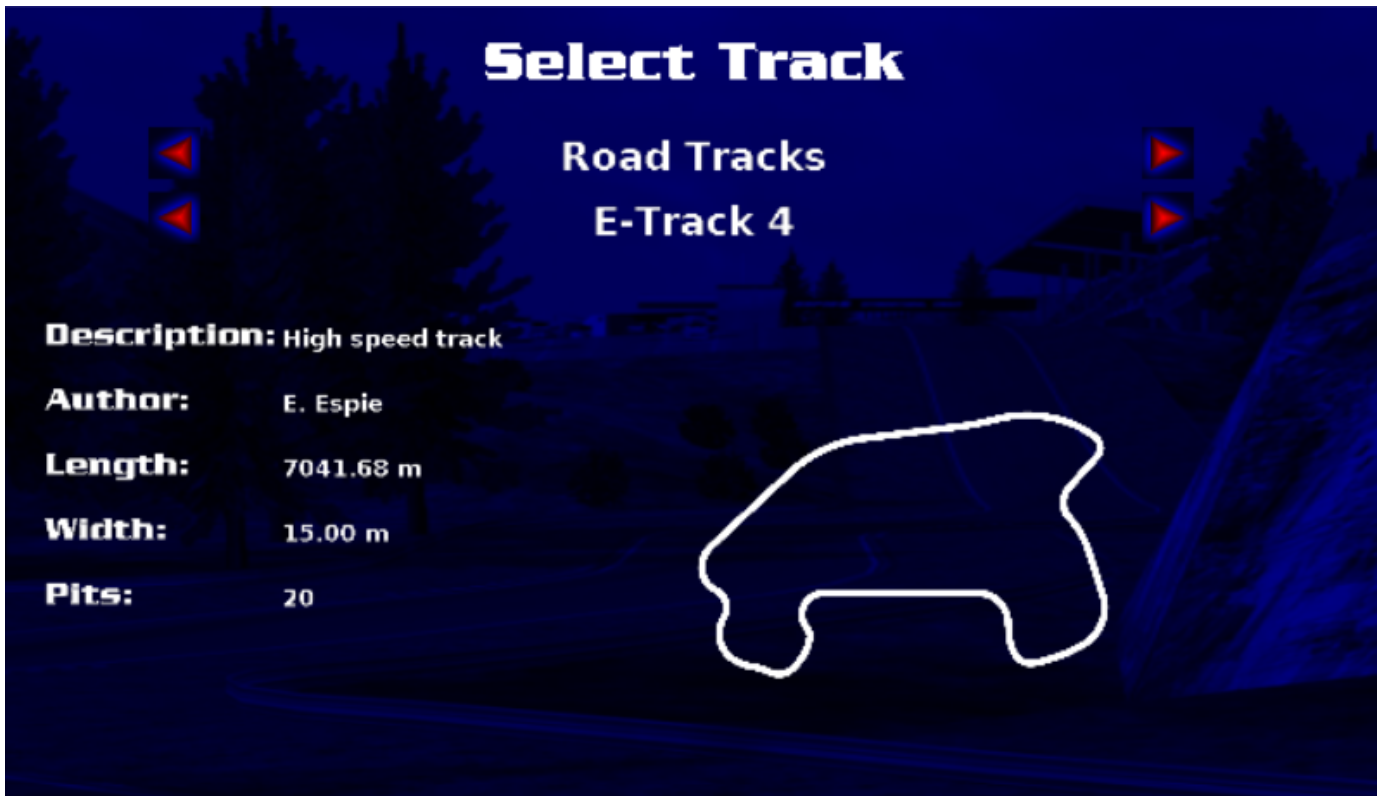 Select Track
Road Tracks
E-Track 4
Description: High speed track
Author: E. Espie
Length: 7041.68 m
Width: 15.00 m
Pits: 20